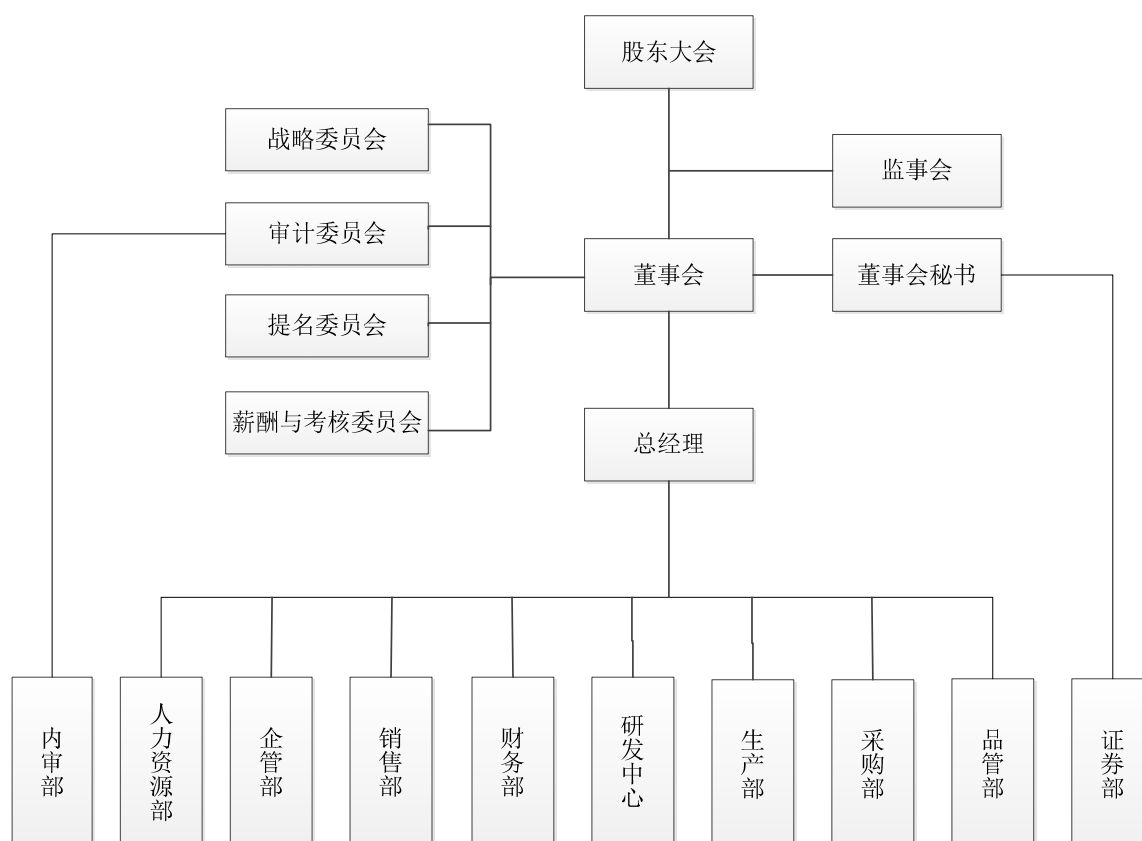 股东大会
战略委员会
监事会
审计委员会
董事会
董事会秘书
提名委员会
薪酬与考核委员会
总经理
内审部
人力资源部
企管部
销售部
财务部
研发中心
生产部
采购部
品管部
证券部